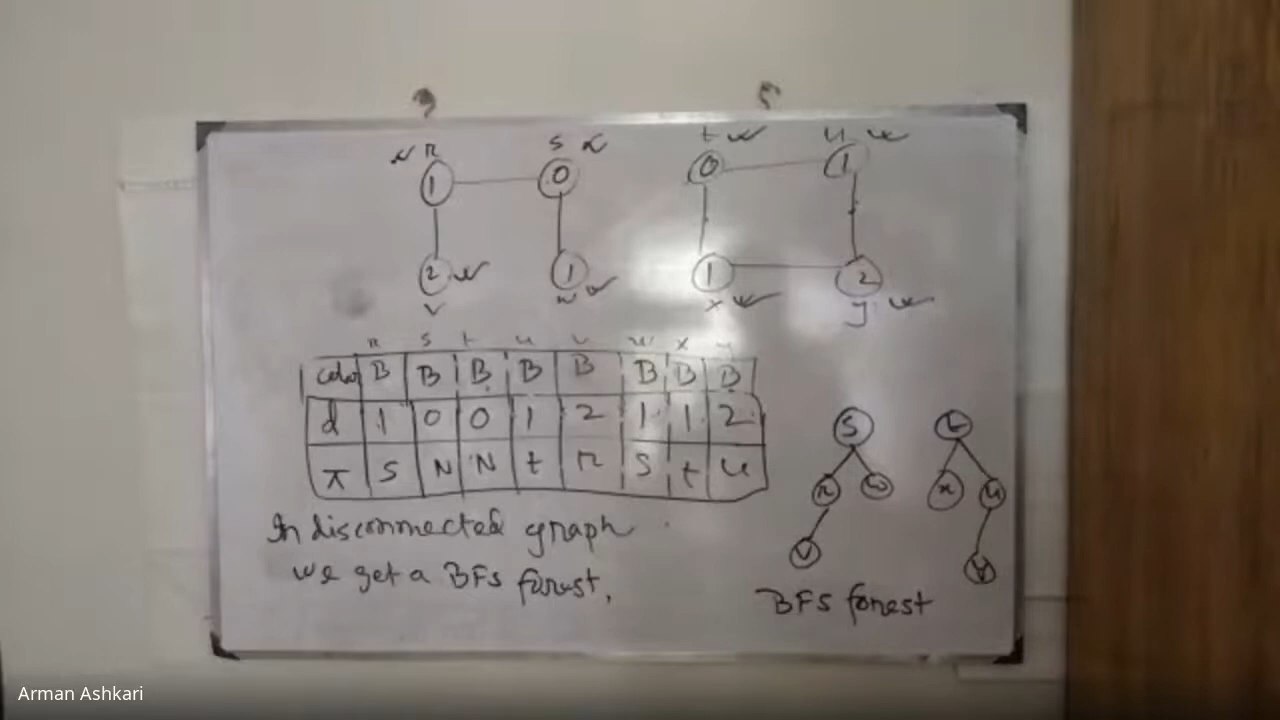 R S t u
1 0 0 1
2 1 1 2
v w x y
r s t u v w x y
color B B B B B B B B
d 1 0 0 1 2 1 1 2
π S N N t R S t u
S t
r w x u
v y
In disconnected graph
we get a BFS forest,
BFS forest
Arman Ashkari